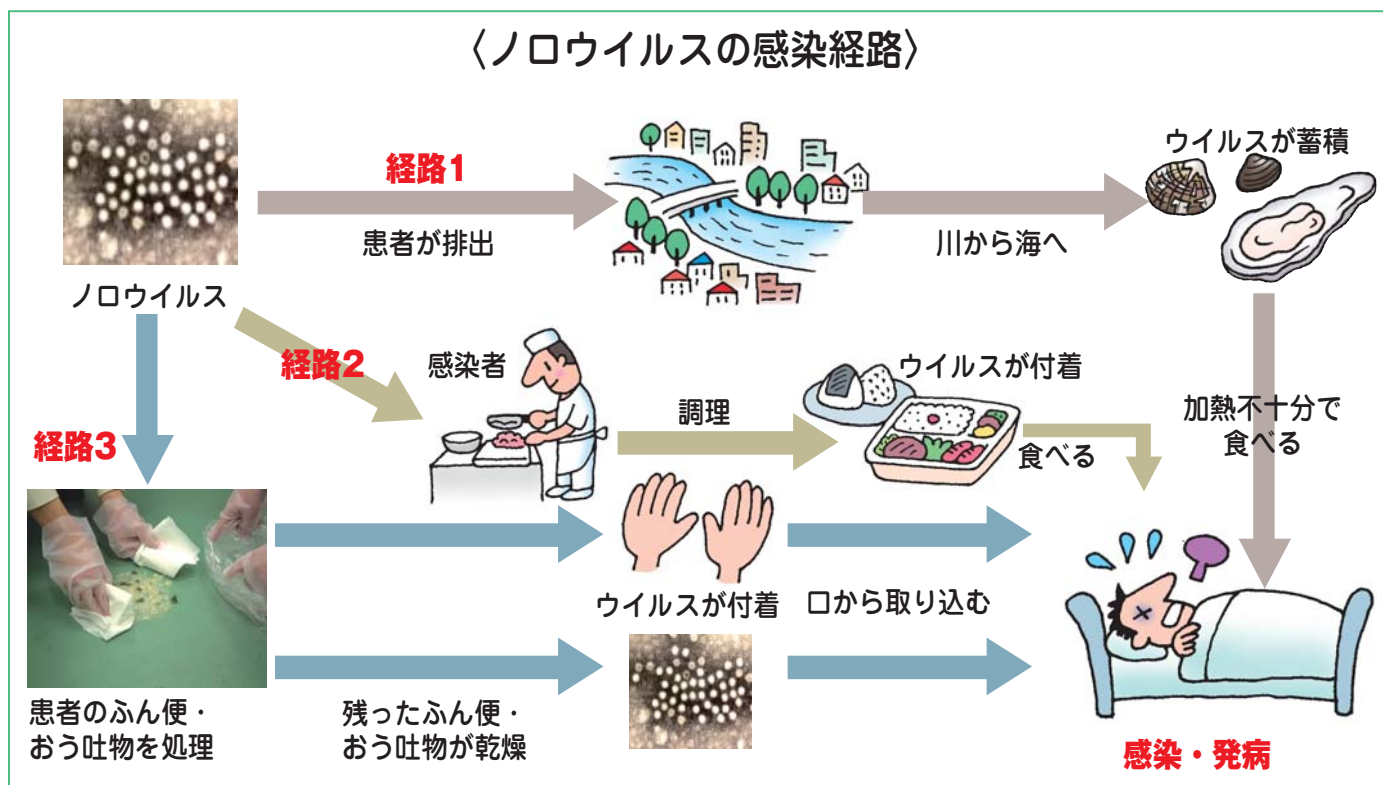 〈ノロウイルスの感染経路〉
経路1
患者が排出
川から海へ
ウイルスが蓄積
ノロウイルス
経路2
感染者
調理
ウイルスが付着
食べる
加熱不十分で
食べる
経路3
ウイルスが付着
口から取り込む
患者のふん便・
おう吐物を処理
残ったふん便・
おう吐物が乾燥
感染・発病